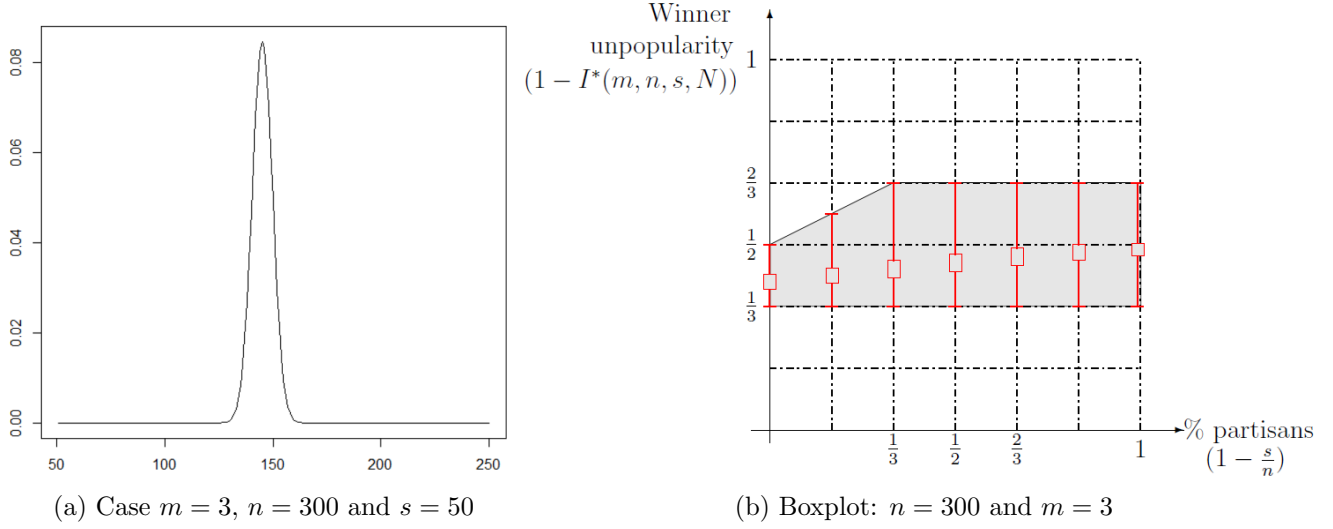 0.08
0.06
0.04
0.02
0.00
50 100 150 200 250
(a) Case m = 3, n = 300 and s = 50
Winner
unpopularity
(1 − I*(m, n, s, N))
1
2/3
1/2
1/3
1/3 1/2 2/3 1
% partisans
(1 − s/n)
(b) Boxplot: n = 300 and m = 3